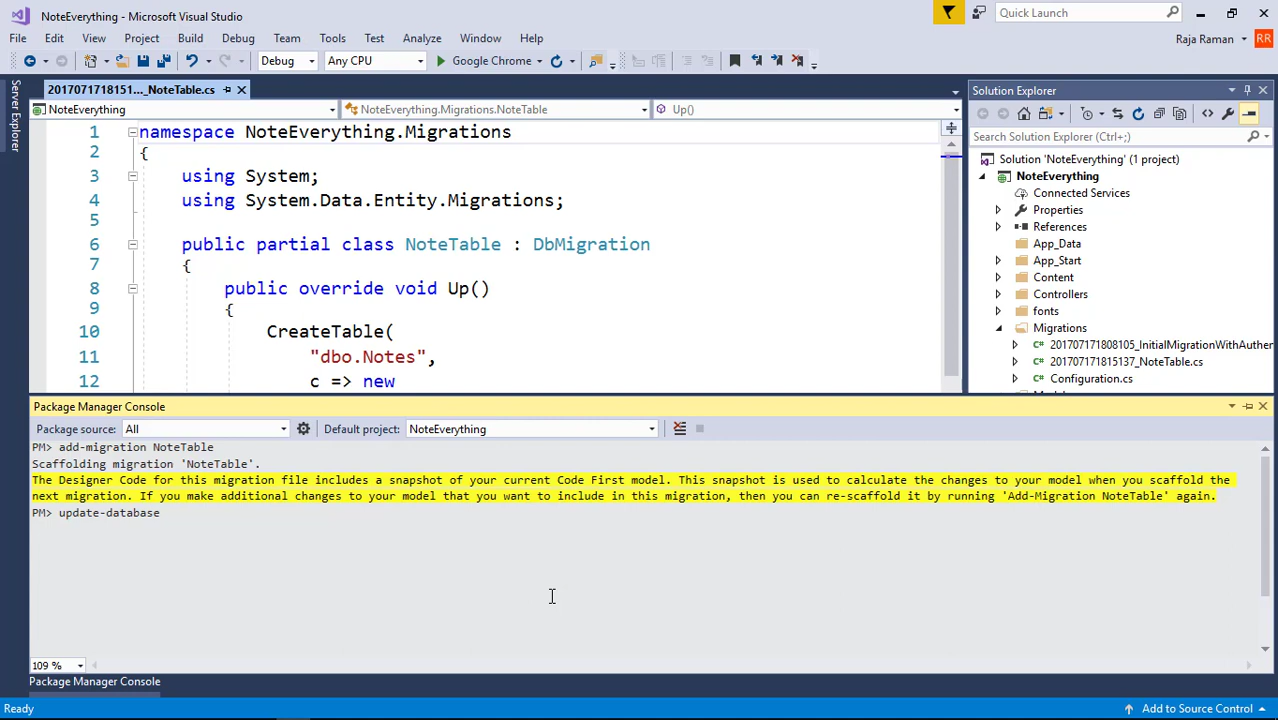 NoteEverything - Microsoft Visual Studio
Quick Launch
File Edit View Project Build Debug Team Tools Test Analyze Window Help
Raja Raman RR
Debug Any CPU Google Chrome
Server Explorer
2017071718151..._NoteTable.cs
NoteEverything NoteEverything.Migrations.NoteTable Up()
1 namespace NoteEverything.Migrations
2 {
3 using System;
4 using System.Data.Entity.Migrations;
5
6 public partial class NoteTable : DbMigration
7 {
8 public override void Up()
9 {
10 CreateTable(
11 "dbo.Notes",
12 c => new
Solution Explorer
Search Solution Explorer (Ctrl+;)
Solution 'NoteEverything' (1 project)
NoteEverything
Connected Services
Properties
References
App_Data
App_Start
Content
Controllers
fonts
Migrations
201707171808105_InitialMigrationWithAuthen
201707171815137_NoteTable.cs
Configuration.cs
Package Manager Console
Package source: All Default project: NoteEverything
PM> add-migration NoteTable
Scaffolding migration 'NoteTable'.
The Designer Code for this migration file includes a snapshot of your current Code First model. This snapshot is used to calculate the changes to your model when you scaffold the
next migration. If you make additional changes to your model that you want to include in this migration, then you can re-scaffold it by running 'Add-Migration NoteTable' again.
PM> update-database
109 %
Package Manager Console
Ready Add to Source Control